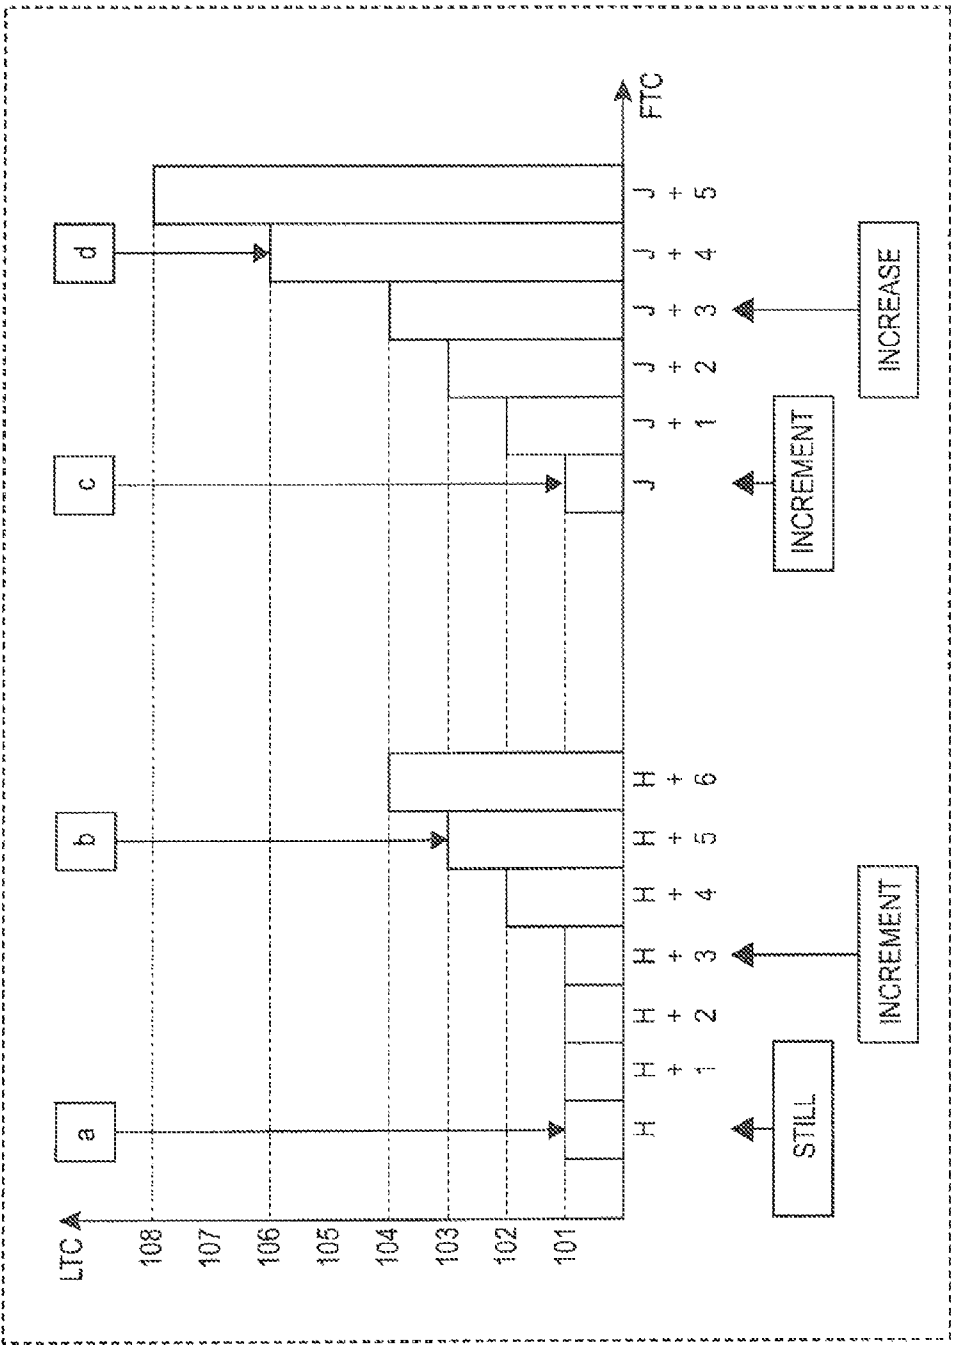 LTC
a
b
c
d
108
107
106
105
104
103
102
101
H
H + 1
H + 2
H + 3
H + 4
H + 5
H + 6
J
J + 1
J + 2
J + 3
J + 4
J + 5
FTC
STILL
INCREMENT
INCREMENT
INCREASE